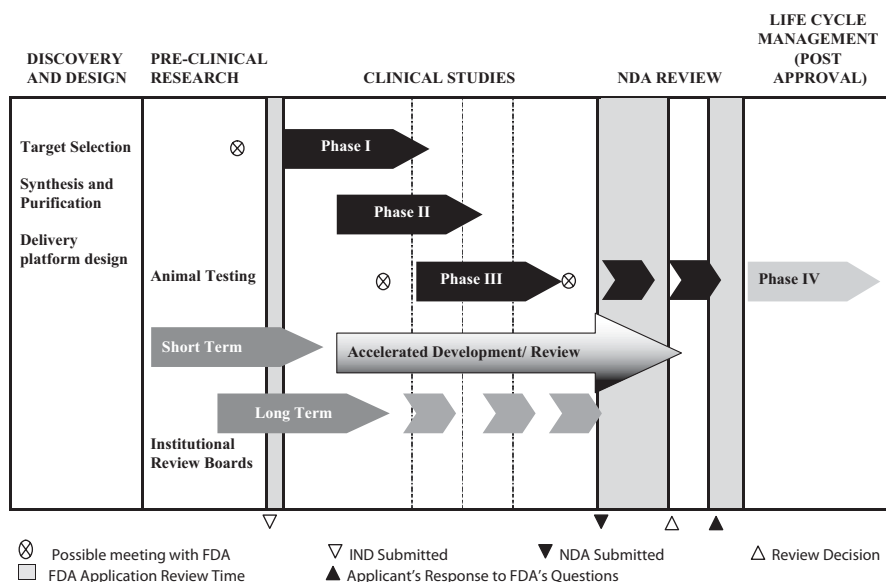 DISCOVERY
AND DESIGN
PRE-CLINICAL
RESEARCH
CLINICAL STUDIES
NDA REVIEW
LIFE CYCLE
MANAGEMENT
(POST
APPROVAL)
Target Selection
Synthesis and
Purification
Delivery
platform design
Phase I
Phase II
Animal Testing
Phase III
Phase IV
Short Term
Accelerated Development/ Review
Long Term
Institutional
Review Boards
Possible meeting with FDA
IND Submitted
NDA Submitted
Review Decision
FDA Application Review Time
Applicant's Response to FDA's Questions